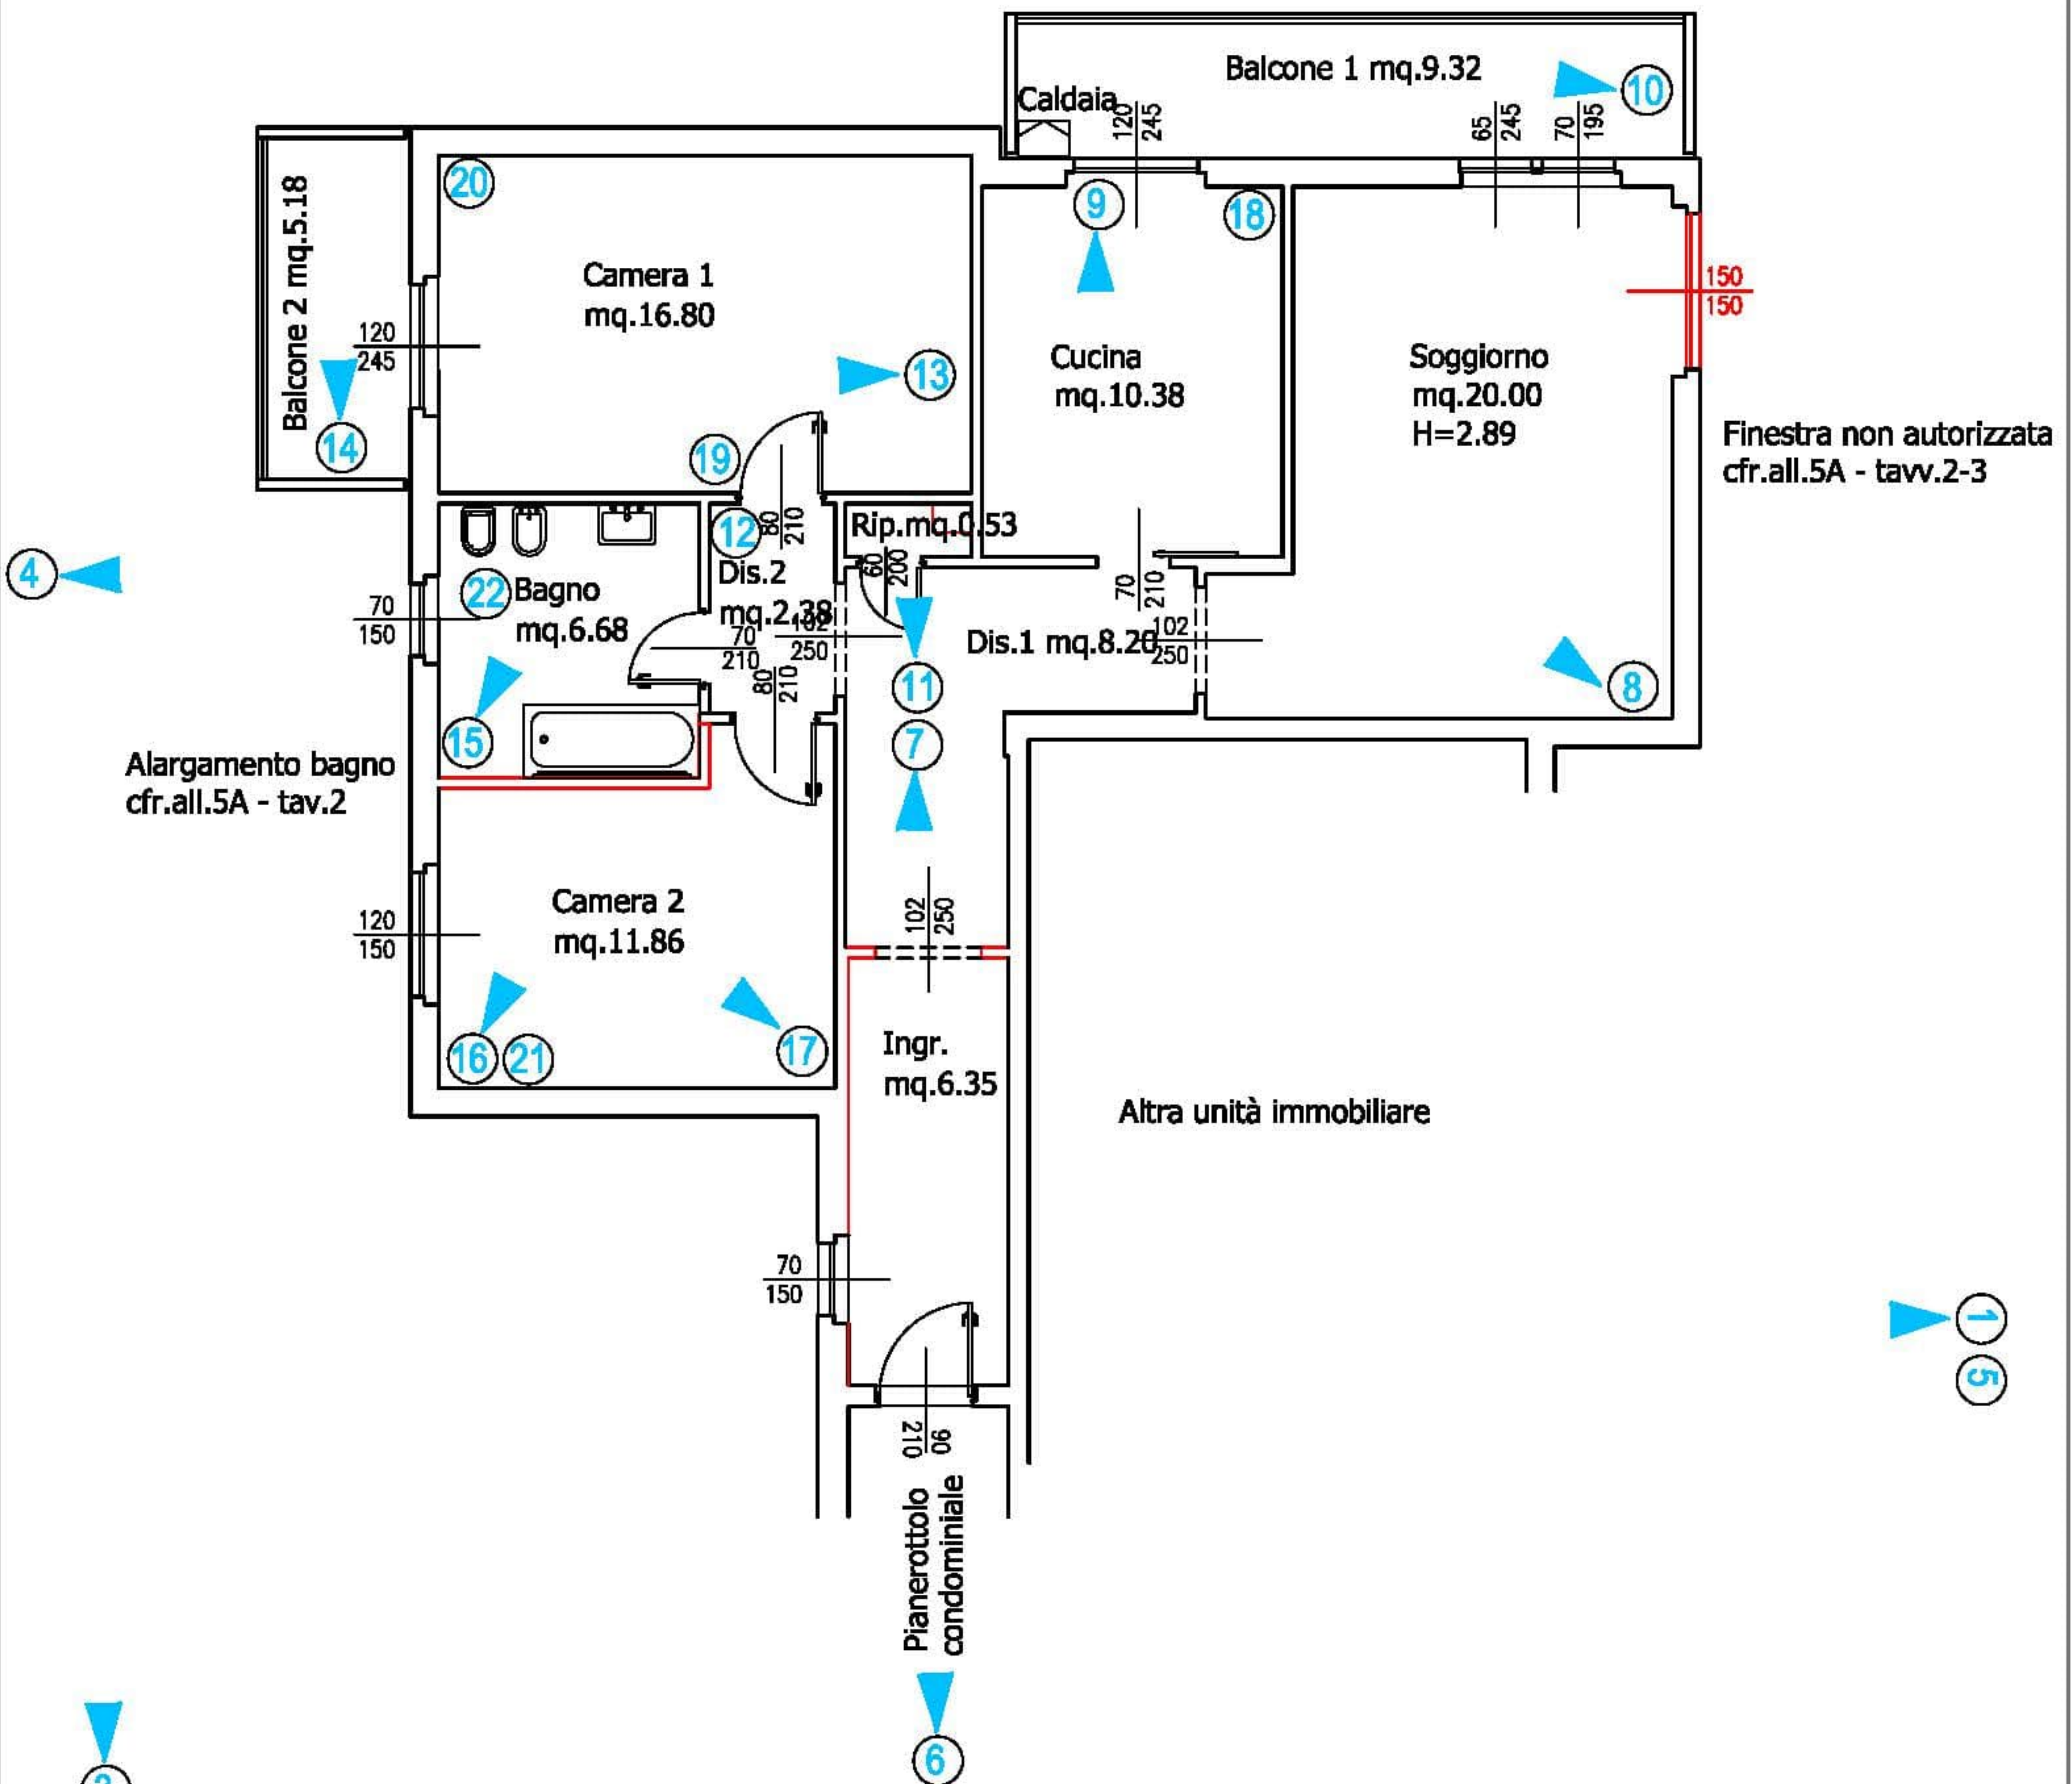 Balcone 1 mq.9.32
10
Caldaia
120
245
65
245
70
195
20
Balcone 2 mq.5.18
9
18
Camera 1
mq.16.80
150
150
120
245
13
Cucina
mq.10.38
Soggiorno
mq.20.00
H=2.89
14
19
Finestra non autorizzata
cfr.all.5A - tavv.2-3
12
80
210
Rip.mq.0.53
60
200
4
22
Bagno
mq.6.68
Dis.2
mq.2.38
70
150
70
210
102
250
80
210
70
210
Dis.1 mq.8.20
102
250
11
8
7
15
Alargamento bagno
cfr.all.5A - tav.2
Camera 2
mq.11.86
120
150
102
250
16
21
17
Ingr.
mq.6.35
Altra unità immobiliare
70
150
1
5
90
210
Pianerottolo
condominiale
6